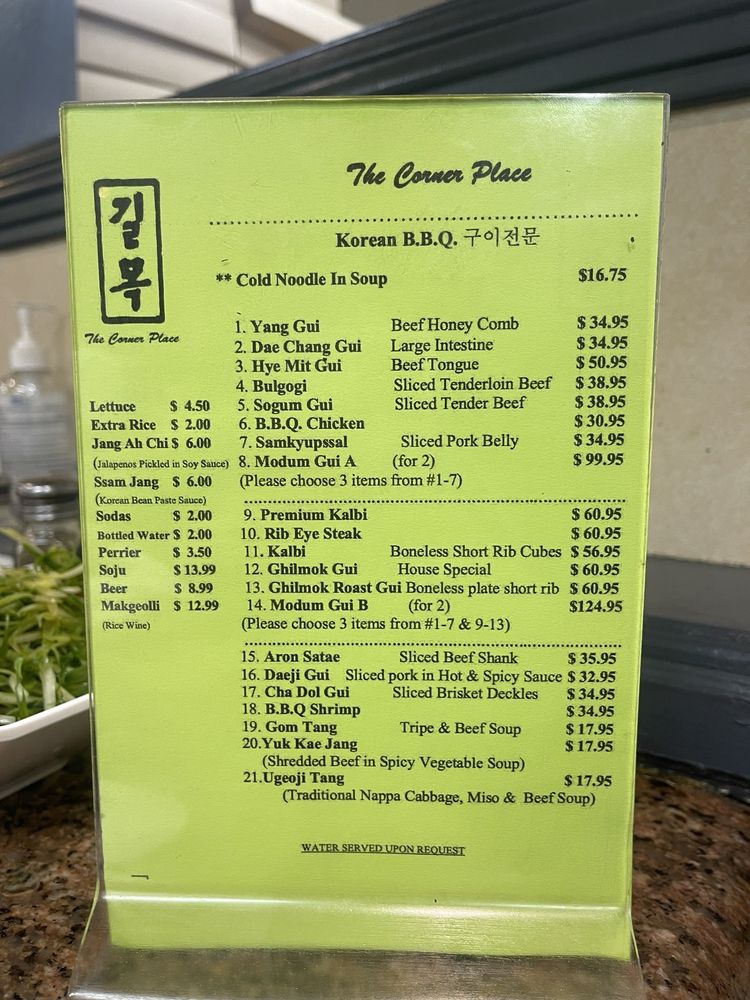 The Corner Place
길목
The Corner Place
Korean B.B.Q. 구이전문
** Cold Noodle In Soup $16.75
1. Yang Gui Beef Honey Comb $ 34.95
2. Dae Chang Gui Large Intestine $ 34.95
3. Hye Mit Gui Beef Tongue $ 50.95
4. Bulgogi Sliced Tenderloin Beef $ 38.95
5. Sogum Gui Sliced Tender Beef $ 38.95
6. B.B.Q. Chicken $ 30.95
7. Samkyupssal Sliced Pork Belly $ 34.95
8. Modum Gui A (for 2) $ 99.95
(Please choose 3 items from #1-7)
9. Premium Kalbi $ 60.95
10. Rib Eye Steak $ 60.95
11. Kalbi Boneless Short Rib Cubes $ 56.95
12. Ghilmok Gui House Special $ 60.95
13. Ghilmok Roast Gui Boneless plate short rib $ 60.95
14. Modum Gui B (for 2) $124.95
(Please choose 3 items from #1-7 & 9-13)
15. Aron Satae Sliced Beef Shank $ 35.95
16. Daeji Gui Sliced pork in Hot & Spicy Sauce $ 32.95
17. Cha Dol Gui Sliced Brisket Deckles $ 34.95
18. B.B.Q Shrimp $ 34.95
19. Gom Tang Tripe & Beef Soup $ 17.95
20.Yuk Kae Jang $ 17.95
(Shredded Beef in Spicy Vegetable Soup)
21.Ugeoji Tang $ 17.95
(Traditional Nappa Cabbage, Miso & Beef Soup)
Lettuce $ 4.50
Extra Rice $ 2.00
Jang Ah Chi $ 6.00
(Jalapenos Pickled in Soy Sauce)
Ssam Jang $ 6.00
(Korean Bean Paste Sauce)
Sodas $ 2.00
Bottled Water $ 2.00
Perrier $ 3.50
Soju $ 13.99
Beer $ 8.99
Makgeolli $ 12.99
(Rice Wine)
WATER SERVED UPON REQUEST